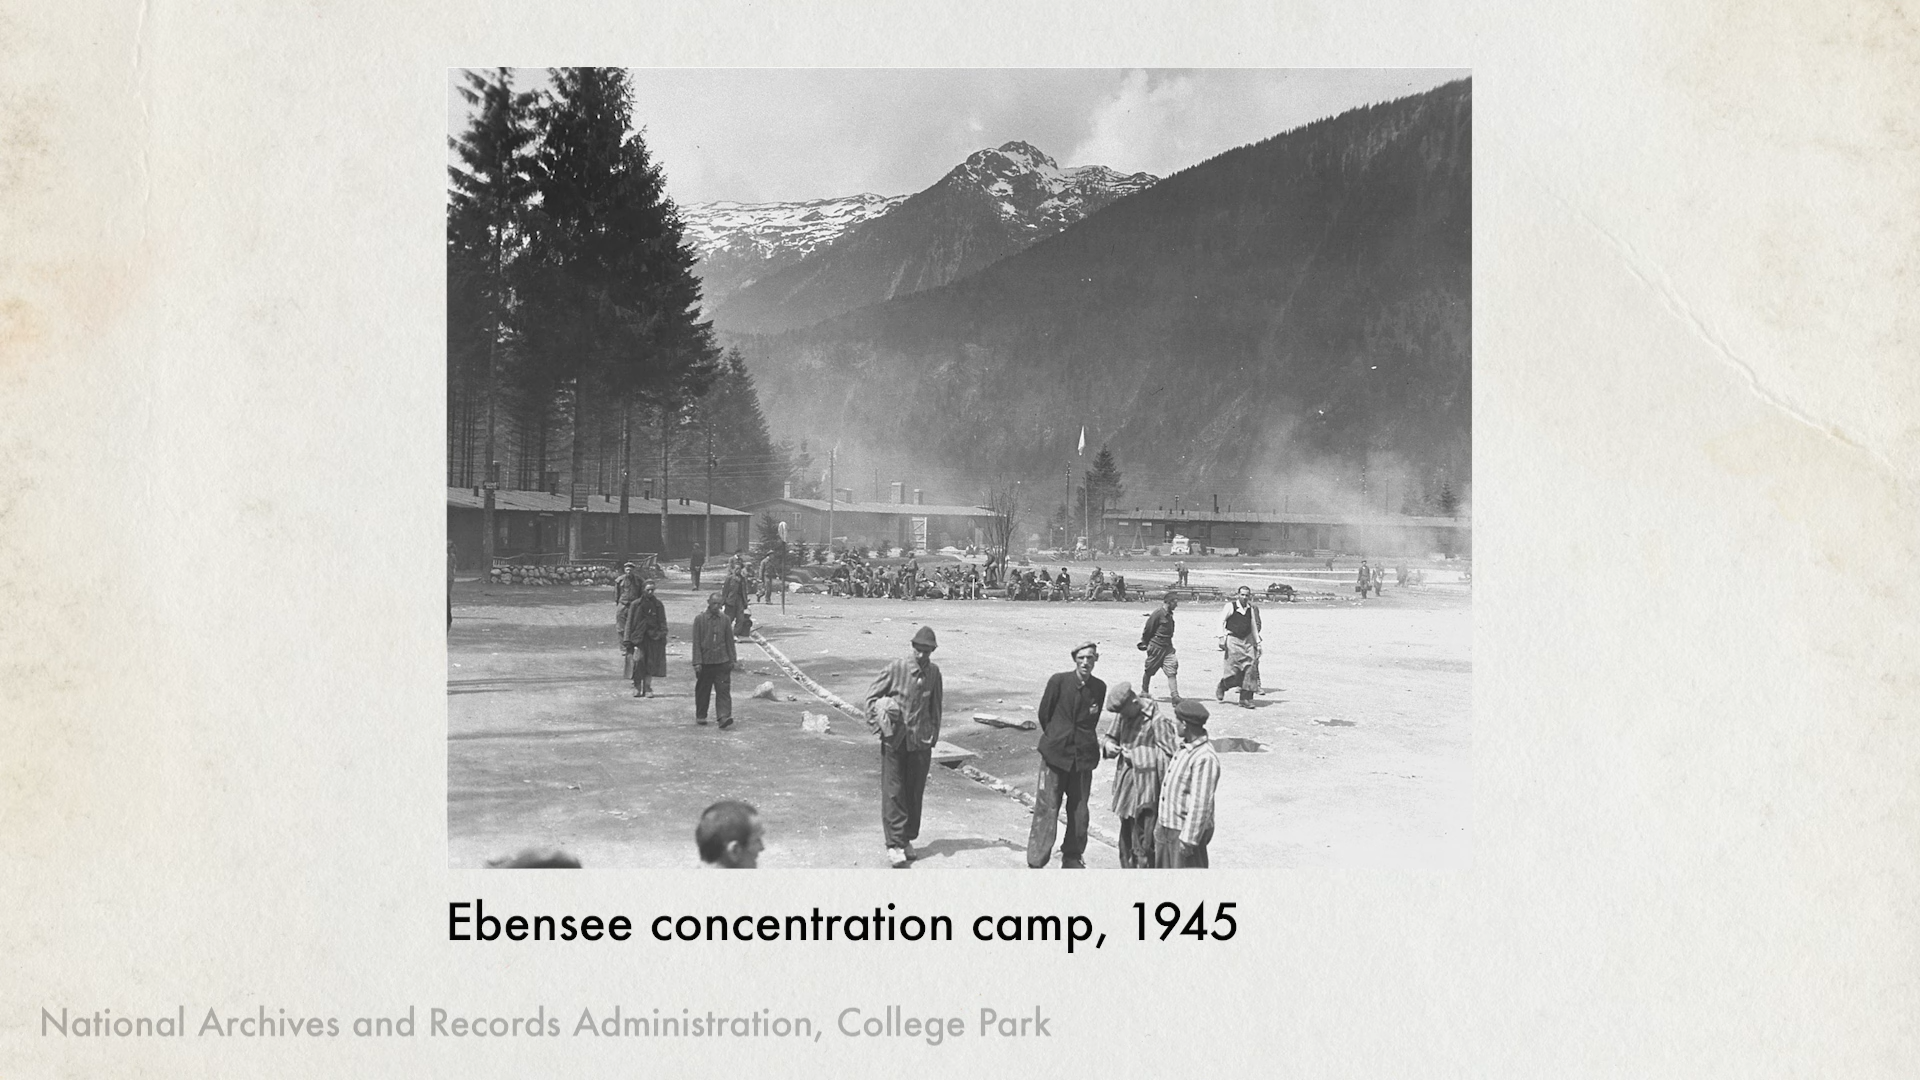 Ebensee concentration camp, 1945
National Archives and Records Administration, College Park